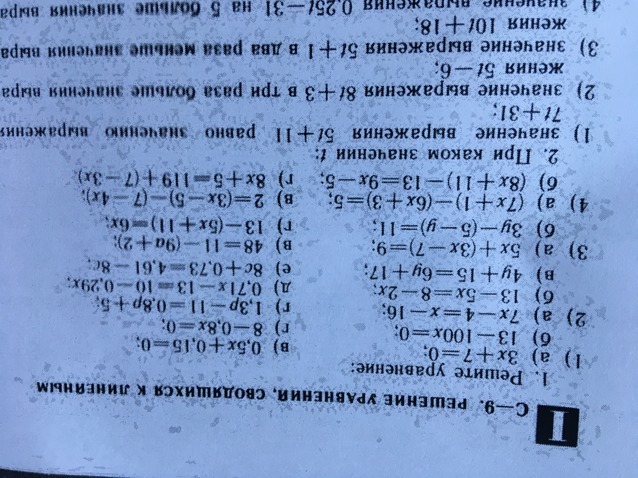 I
С—9. РЕШЕНИЕ УРАВНЕНИЙ, СВОДЯЩИХСЯ К ЛИНЕЙНЫМ
1. Решите уравнение:
1) а) 3x+7=0; в) 0,5x+0,15=0;
б) 13−100x=0; г) 8−0,8x=0;
2) а) 7x−4=x−16; г) 1,3p−11=0,8p+5;
б) 13−5x=8−2x; д) 0,71x−13=10−0,29x;
в) 4y+15=6y+17; е) 8c+0,73=4,61−8c;
3) а) 5x+(3x−7)=9; в) 48=11−(9a+2);
б) 3y−(5−y)=11; г) 13−(5x+11)=6x;
4) а) (7x+1)−(6x+3)=5; в) 2=(3x−5)−(7−4x);
б) (8x+11)−13=9x−5; г) 8x+5=119+(7−3x)
2. При каком значении t:
1) значение выражения 5t+11 равно значению выражения
7t+31;
2) значение выражения 8t+3 в три раза больше значения выра
жения 5t−6;
3) значение выражения 5t+1 в два раза меньше значения выра
жения 10t+18;
4) значение выражения 0,25t−31 на 5 больше значения выра